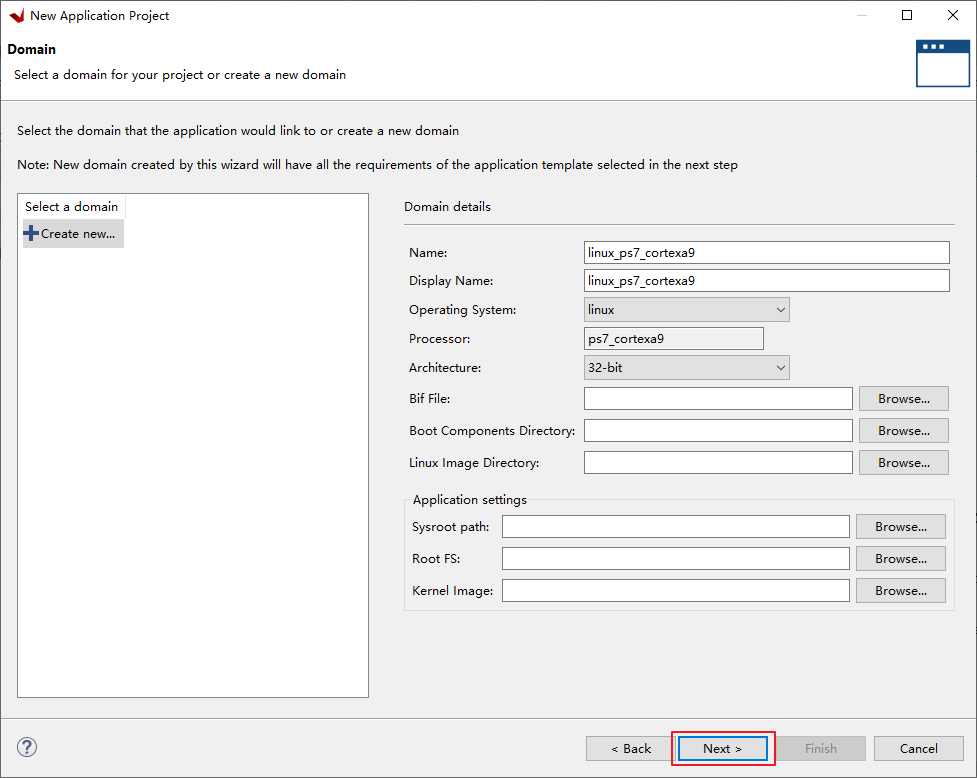 New Application Project
Domain
Select a domain for your project or create a new domain
Select the domain that the application would link to or create a new domain
Note: New domain created by this wizard will have all the requirements of the application template selected in the next step
Select a domain
Create new...
Domain details
Name: linux_ps7_cortexa9
Display Name: linux_ps7_cortexa9
Operating System: linux
Processor: ps7_cortexa9
Architecture: 32-bit
Bif File: Browse...
Boot Components Directory: Browse...
Linux Image Directory: Browse...
Application settings
Sysroot path: Browse...
Root FS: Browse...
Kernel Image: Browse...
? < Back Next > Finish Cancel